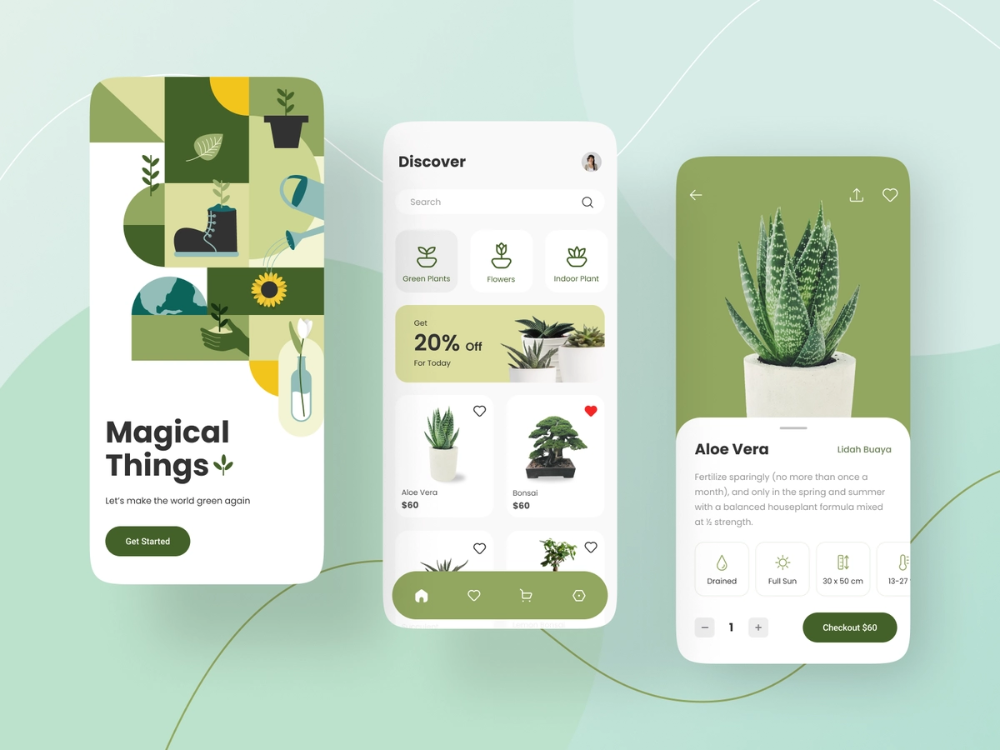 Magical
Things
Let's make the world green again
Get Started
Discover
Search
Green Plants
Flowers
Indoor Plant
Get
20% Off
For Today
Aloe Vera
$60
Bonsai
$60
Aloe Vera
Lidah Buaya
Fertilize sparingly (no more than once a
month), and only in the spring and summer
with a balanced houseplant formula mixed
at ½ strength.
Drained
Full Sun
30 x 50 cm
13-27
1
Checkout $60